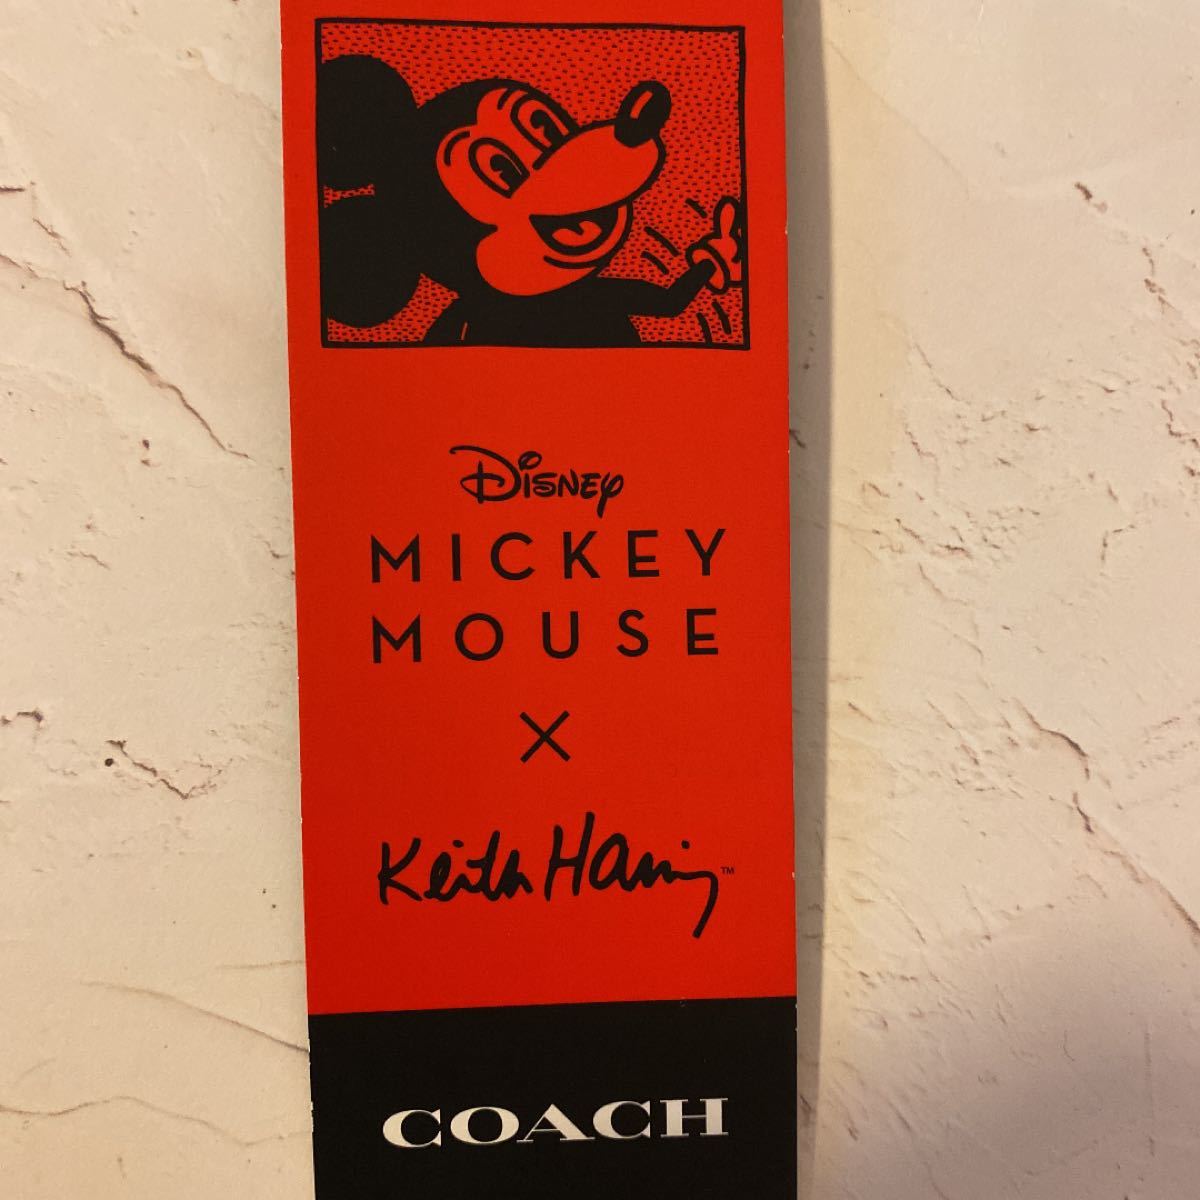 Disney
MICKEY
MOUSE
×
Keith Haring™
COACH